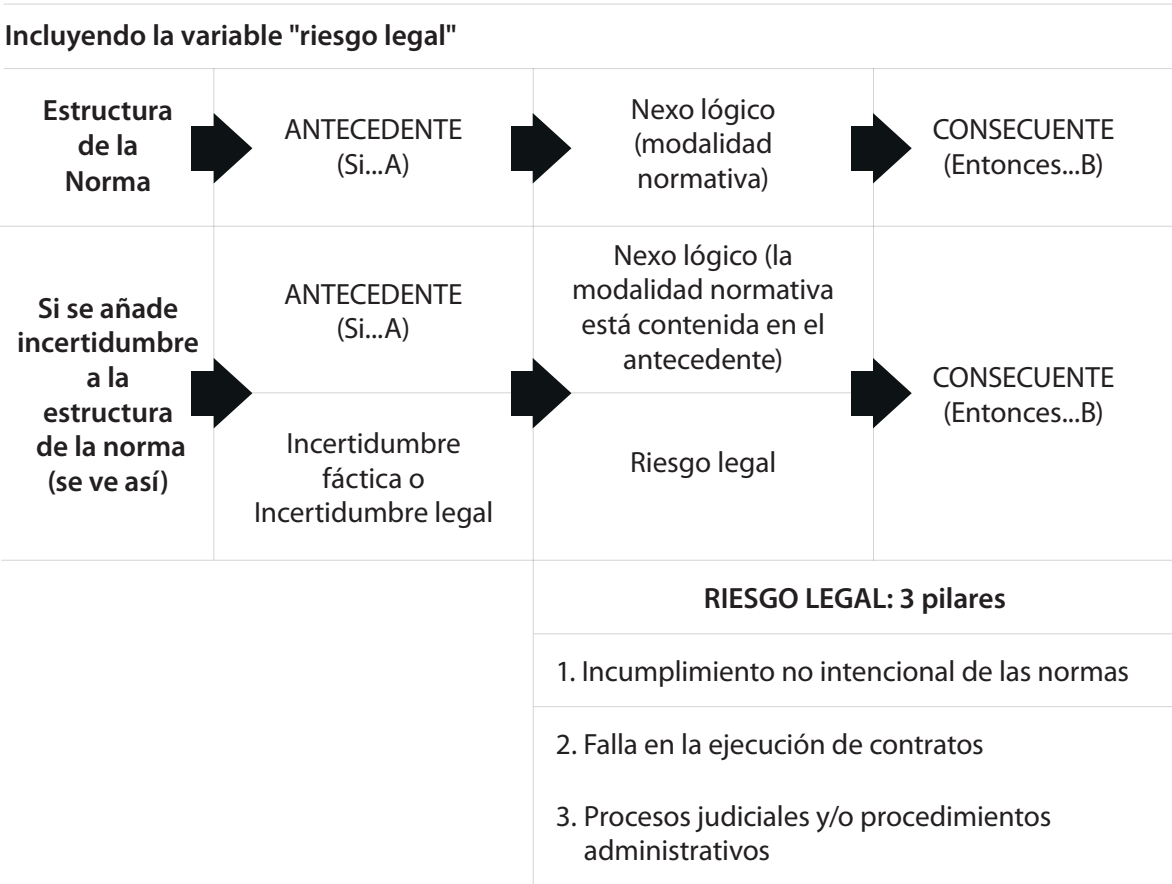 Incluyendo la variable "riesgo legal"
Estructura
de la
Norma
ANTECEDENTE
(Si...A)
Nexo lógico
(modalidad
normativa)
CONSECUENTE
(Entonces...B)
Si se añade
incertidumbre
a la
estructura
de la norma
(se ve así)
ANTECEDENTE
(Si...A)
Incertidumbre
fáctica o
Incertidumbre legal
Nexo lógico (la
modalidad normativa
está contenida en el
antecedente)
Riesgo legal
CONSECUENTE
(Entonces...B)
RIESGO LEGAL: 3 pilares
1. Incumplimiento no intencional de las normas
2. Falla en la ejecución de contratos
3. Procesos judiciales y/o procedimientos
administrativos